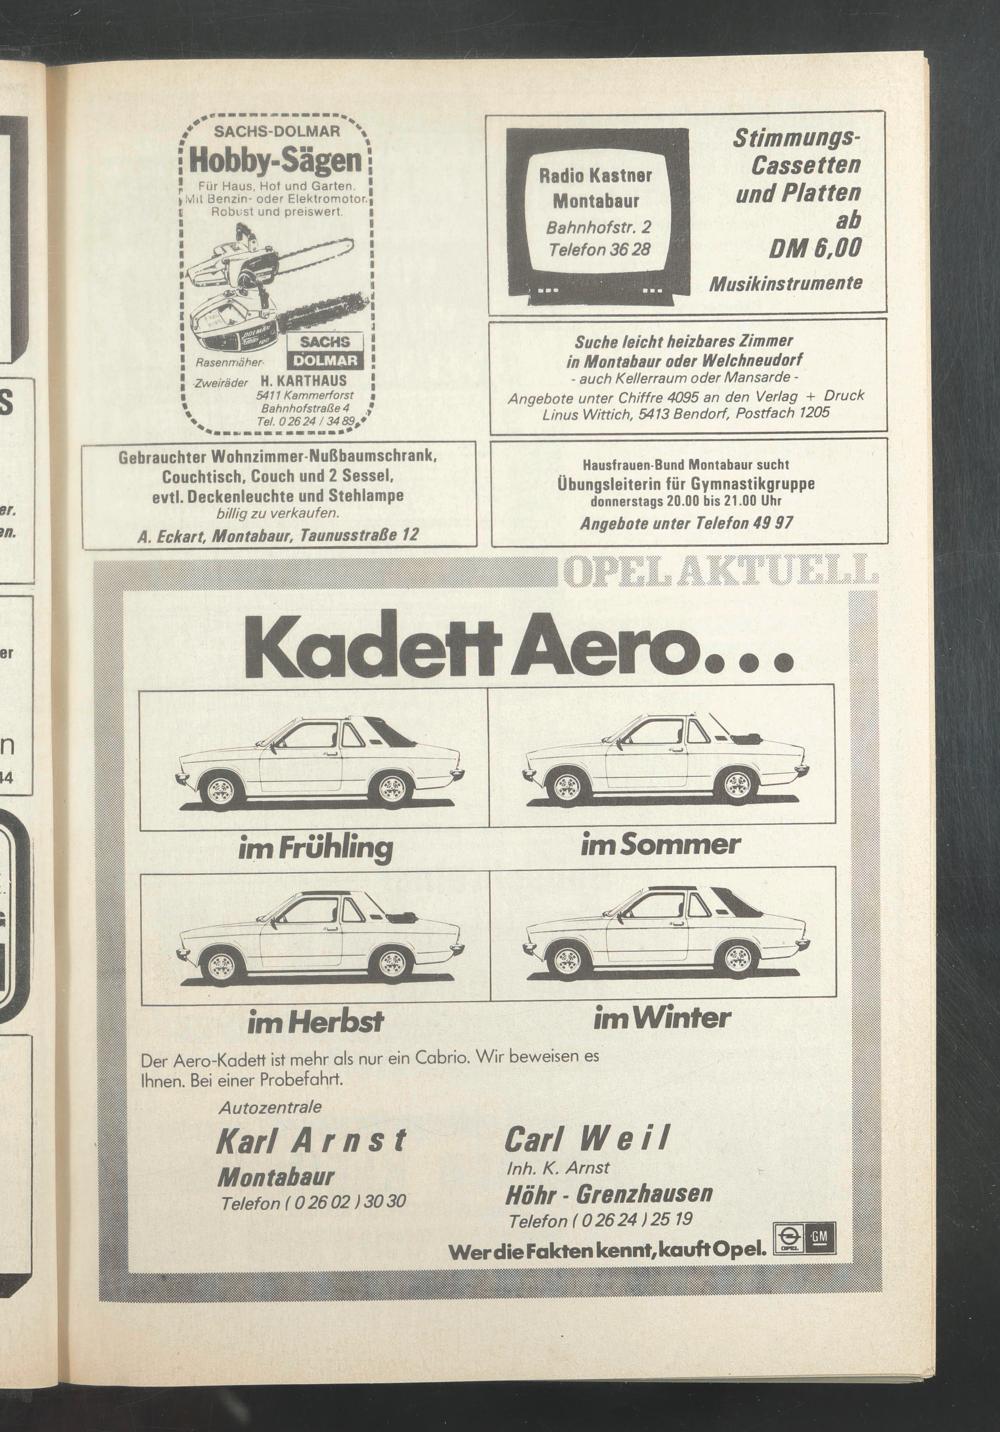 SACHS-DOLMAR
Hobby-Sägen
Für Haus, Hof und Garten.
Mit Benzin- oder Elektromotor.
Robust und preiswert.
SACHS
DOLMAR
Rasenmäher
Zweiräder
H. KARTHAUS
5411 Kammerforst
Bahnhofstraße 4
Tel. 0 26 24 / 34 89
Radio Kastner
Montabaur
Bahnhofstr. 2
Telefon 36 28
Stimmungs-
Cassetten
und Platten
ab
DM 6,00
Musikinstrumente
Suche leicht heizbares Zimmer
in Montabaur oder Welchneudorf
- auch Kellerraum oder Mansarde -
Angebote unter Chiffre 4095 an den Verlag + Druck
Linus Wittich, 5413 Bendorf, Postfach 1205
Gebrauchter Wohnzimmer-Nußbaumschrank,
Couchtisch, Couch und 2 Sessel,
evtl. Deckenleuchte und Stehlampe
billig zu verkaufen.
A. Eckart, Montabaur, Taunusstraße 12
Hausfrauen-Bund Montabaur sucht
Übungsleiterin für Gymnastikgruppe
donnerstags 20.00 bis 21.00 Uhr
Angebote unter Telefon 49 97
OPEL AKTUELL
Kadett Aero...
im Frühling
im Sommer
im Herbst
im Winter
Der Aero-Kadett ist mehr als nur ein Cabrio. Wir beweisen es
Ihnen. Bei einer Probefahrt.
Autozentrale
Karl Arnst
Montabaur
Telefon ( 0 26 02 ) 30 30
Carl Weil
Inh. K. Arnst
Höhr - Grenzhausen
Telefon ( 0 26 24 ) 25 19
Wer die Fakten kennt, kauft Opel.
OPEL
GM